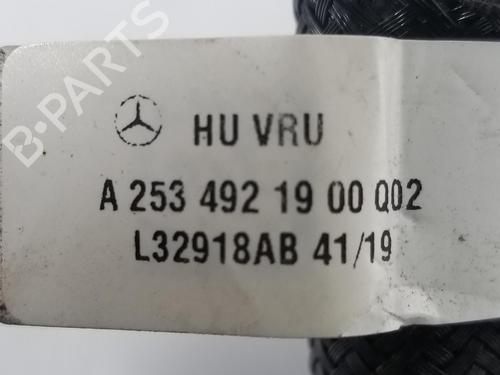 HU VRU
A 253 492 19 00 Q02
L32918AB 41/19
B-PARTS